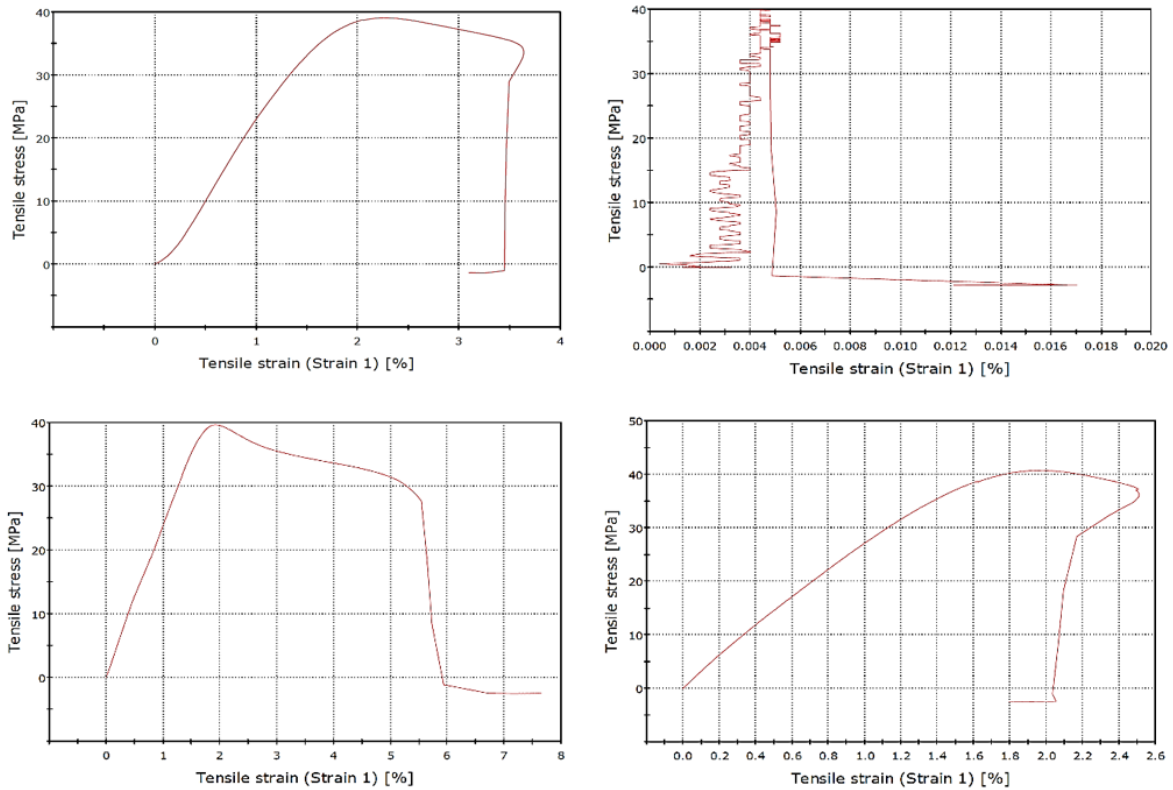 40
30
20
10
0
Tensile stress [MPa]
0 1 2 3 4
Tensile strain (Strain 1) [%]
40
30
20
10
0
Tensile stress [MPa]
0.000 0.002 0.004 0.006 0.008 0.010 0.012 0.014 0.016 0.018 0.020
Tensile strain (Strain 1) [%]
40
30
20
10
0
Tensile stress [MPa]
0 1 2 3 4 5 6 7 8
Tensile strain (Strain 1) [%]
50
40
30
20
10
0
Tensile stress [MPa]
0.0 0.2 0.4 0.6 0.8 1.0 1.2 1.4 1.6 1.8 2.0 2.2 2.4 2.6
Tensile strain (Strain 1) [%]